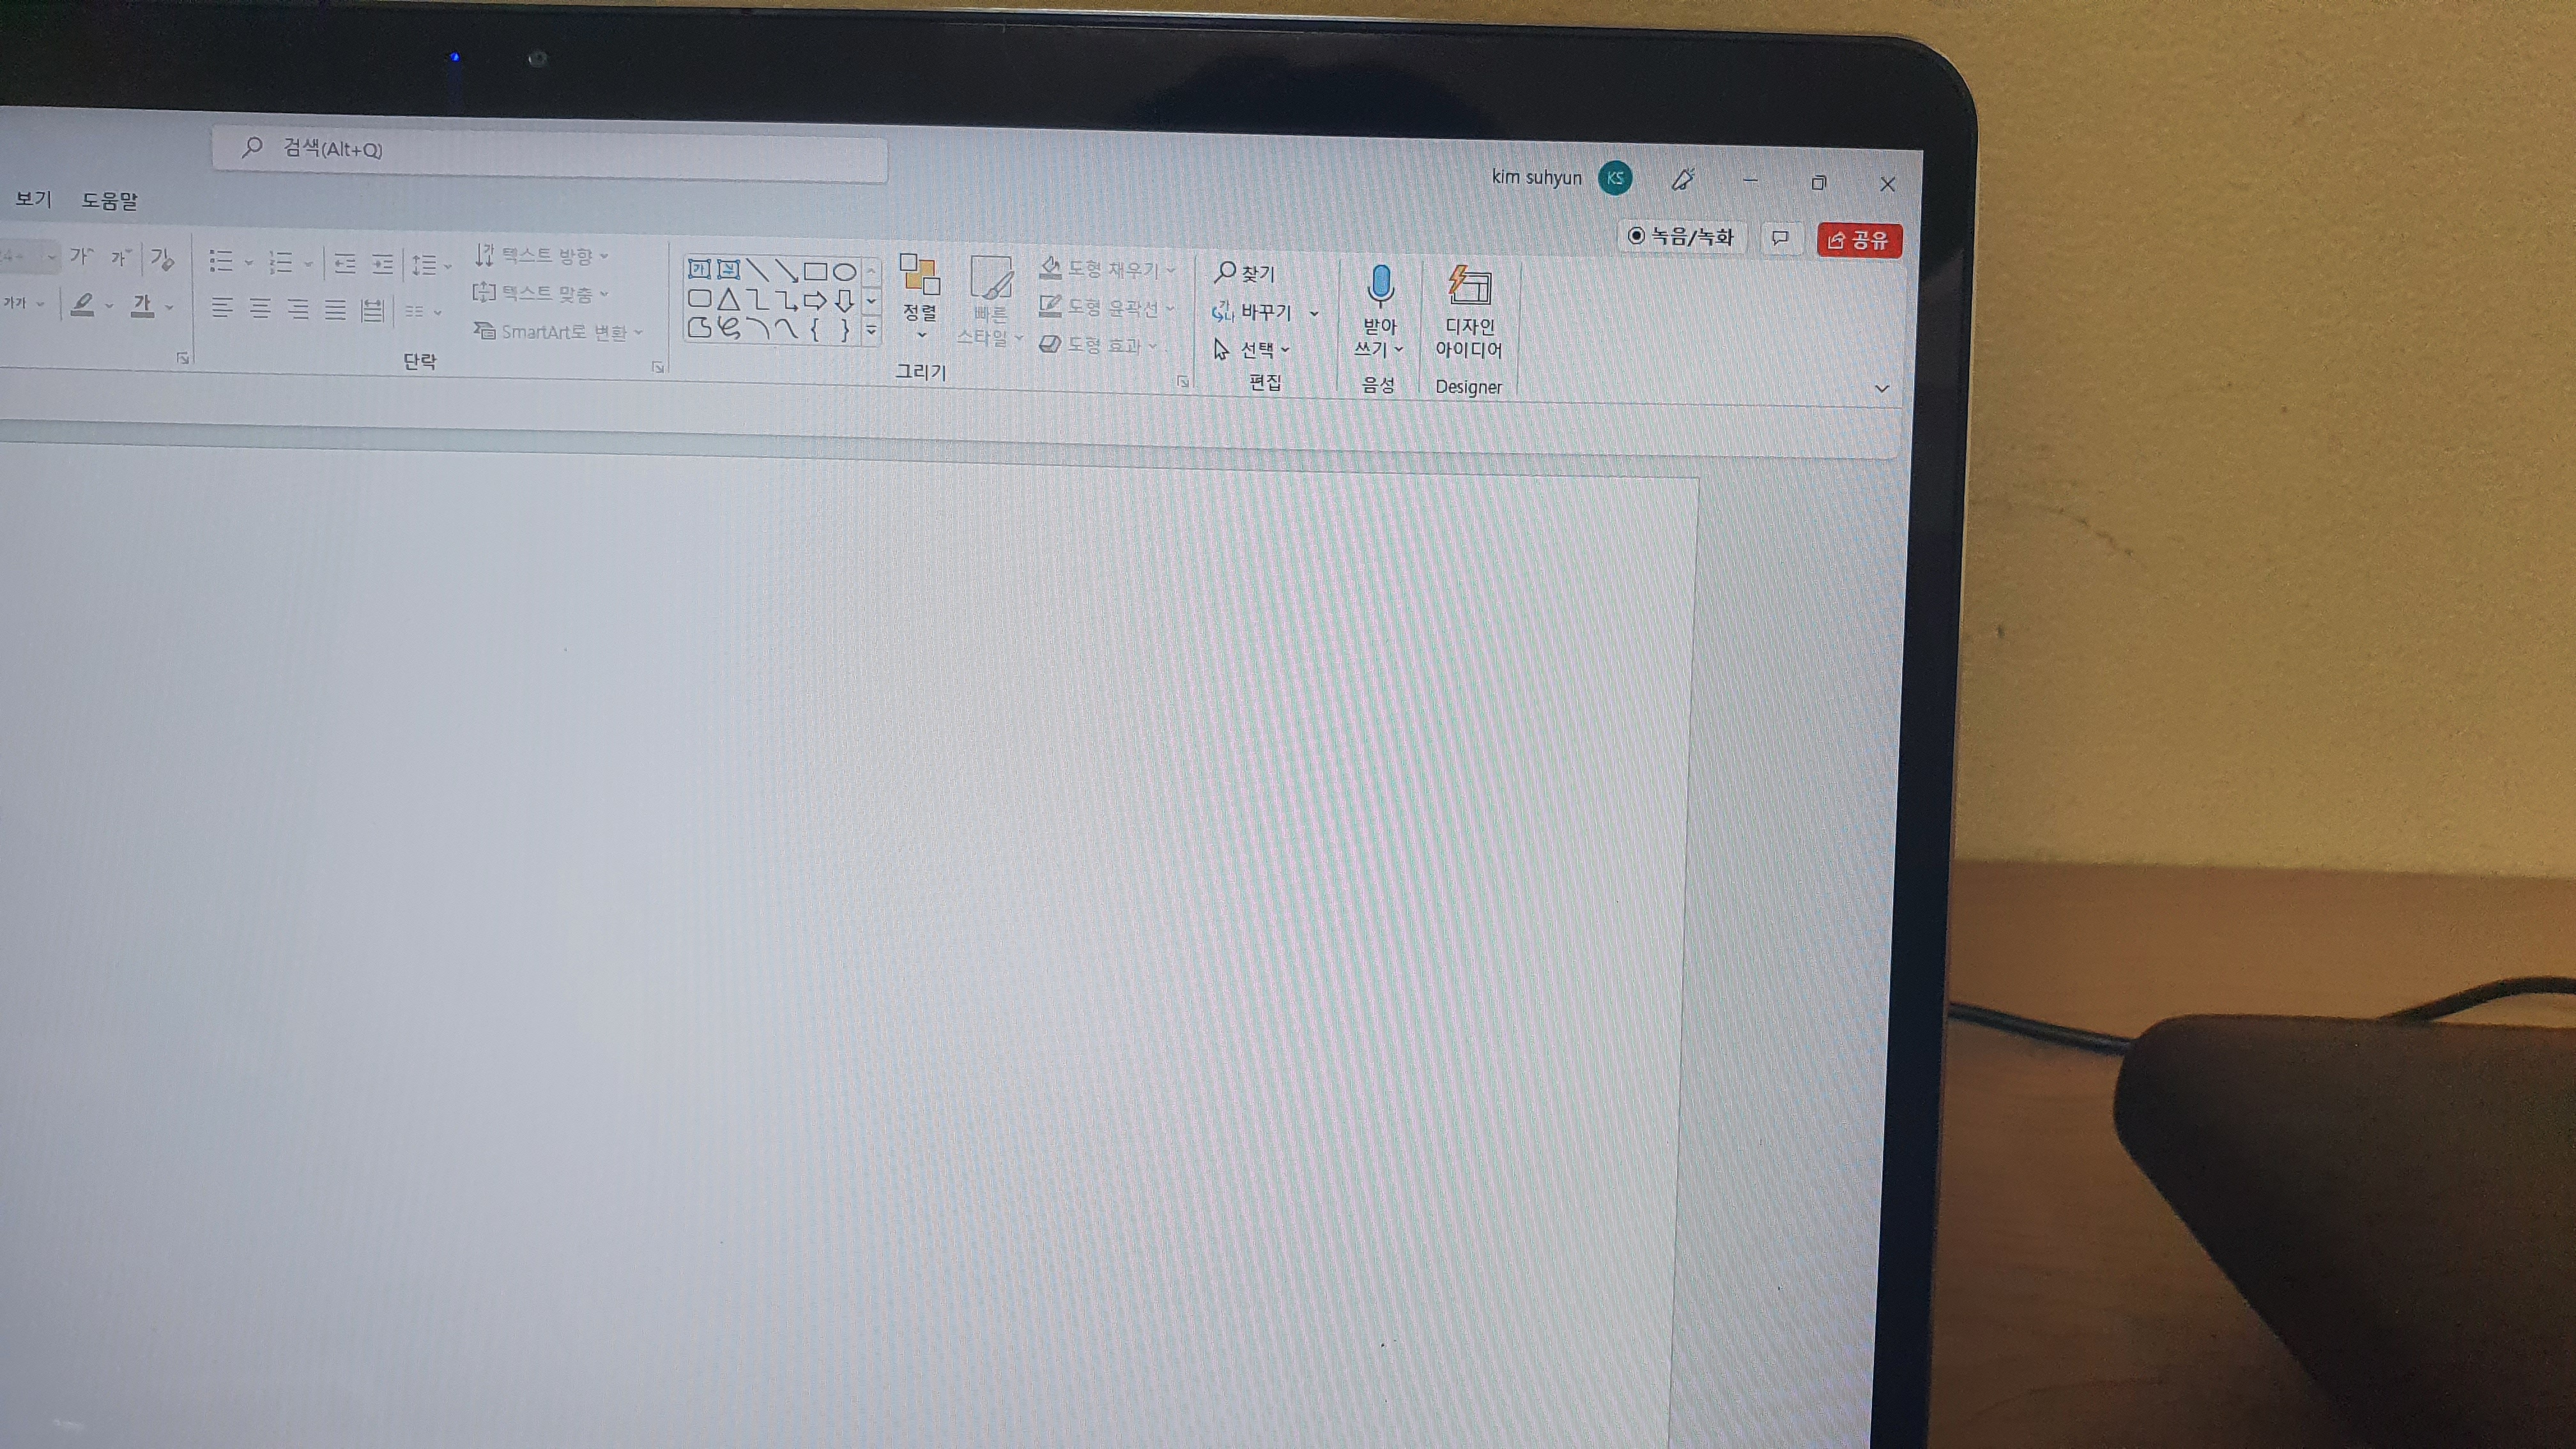 검색(Alt+Q)
kim suhyun KS
보기 도움말
녹음/녹화 공유
가 가 가
텍스트 방향
텍스트 맞춤
SmartArt로 변환
가가 가
단락
정렬
빠른
스타일
도형 채우기
도형 윤곽선
도형 효과
그리기
찾기
바꾸기
선택
편집
받아
쓰기
음성
디자인
아이디어
Designer